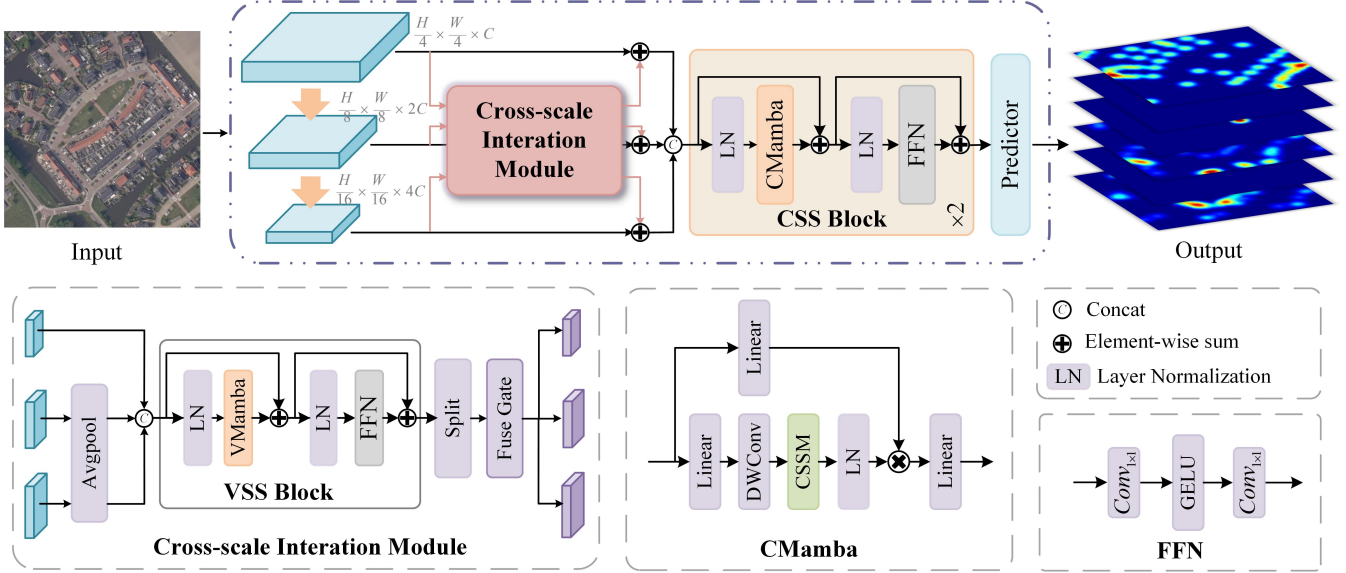 Input
H/4 × W/4 × C
H/8 × W/8 × 2C
H/16 × W/16 × 4C
Cross-scale
Interation
Module
C
LN
CMamba
LN
FFN
CSS Block
×2
Predictor
Output
Avgpool
C
LN
VMamba
LN
FFN
VSS Block
Split
Fuse Gate
Cross-scale Interation Module
Linear
Linear
DWConv
CSSM
LN
Linear
CMamba
C Concat
Element-wise sum
LN Layer Normalization
Conv1×1
GELU
Conv1×1
FFN